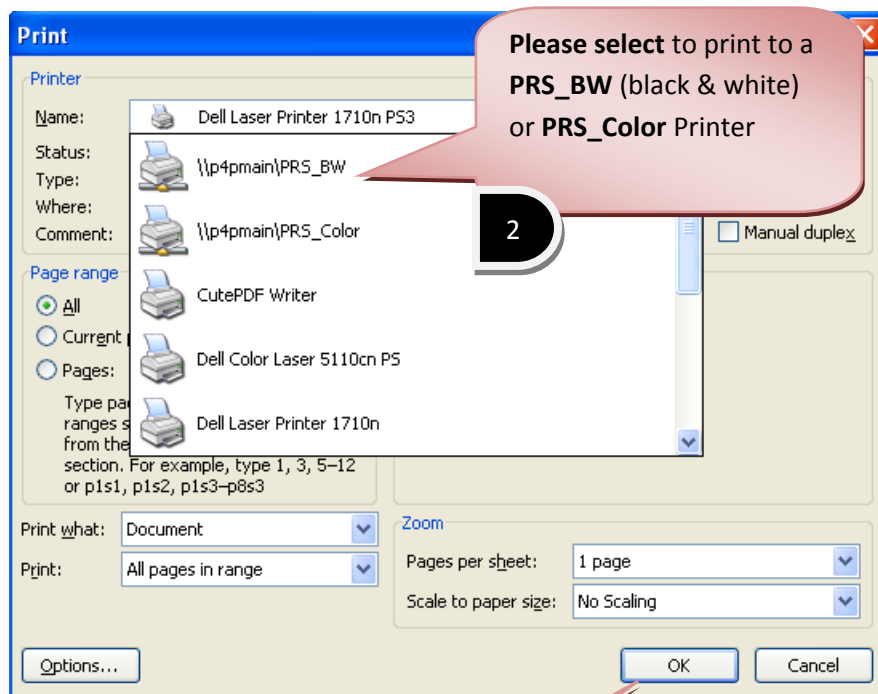 Print
Please select to print to a
PRS_BW (black & white)
or PRS_Color Printer
Printer
Name: Dell Laser Printer 1710n PS3
Status:
Type:
Where:
Comment:
\\p4pmain\PRS_BW
\\p4pmain\PRS_Color
CutePDF Writer
Dell Color Laser 5110cn PS
Dell Laser Printer 1710n
2
Manual duplex
Page range
All
Current
Pages:
Type
ranges
from the
section. For example, type 1, 3, 5–12
or p1s1, p1s2, p1s3–p8s3
Print what: Document
Print: All pages in range
Zoom
Pages per sheet: 1 page
Scale to paper size: No Scaling
Options...
OK
Cancel